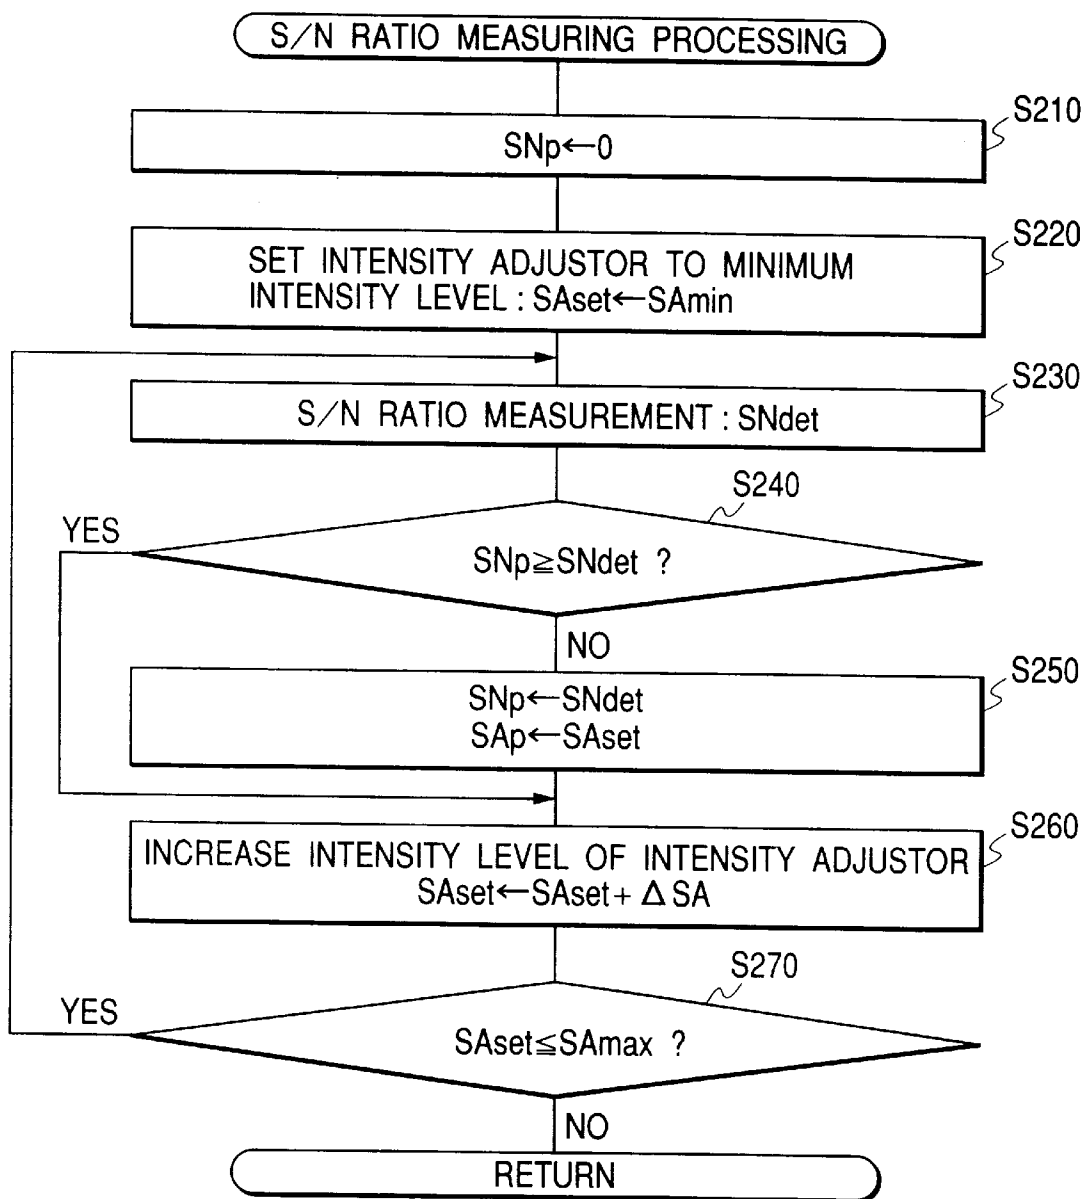 S/N RATIO MEASURING PROCESSING
S210
SNp←0
S220
SET INTENSITY ADJUSTOR TO MINIMUM
INTENSITY LEVEL : SAset←SAmin
S230
S/N RATIO MEASUREMENT : SNdet
S240
YES
SNp≧SNdet ?
NO
S250
SNp←SNdet
SAp←SAset
S260
INCREASE INTENSITY LEVEL OF INTENSITY ADJUSTOR
SAset←SAset + Δ SA
S270
YES
SAset≦SAmax ?
NO
RETURN